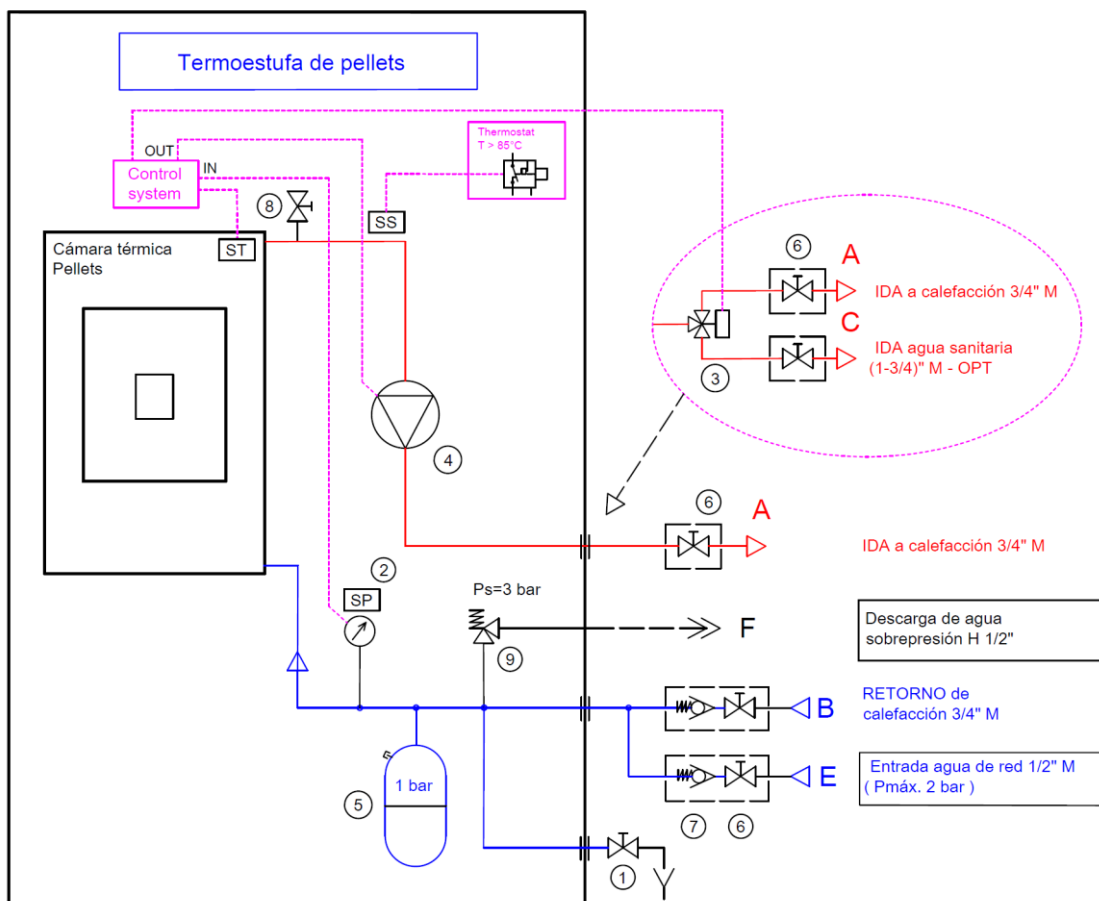 Termoestufa de pellets
OUT
IN
Control
system
Thermostat
T > 85°C
8
SS
ST
Cámara térmica
Pellets
6
A
IDA a calefacción 3/4" M
C
IDA agua sanitaria
(1-3/4)" M - OPT
3
4
6
A
IDA a calefacción 3/4" M
2
SP
Ps=3 bar
F
Descarga de agua
sobrepresión H 1/2"
9
B
RETORNO de
calefacción 3/4" M
E
Entrada agua de red 1/2" M
( Pmáx. 2 bar )
1 bar
5
7
6
1